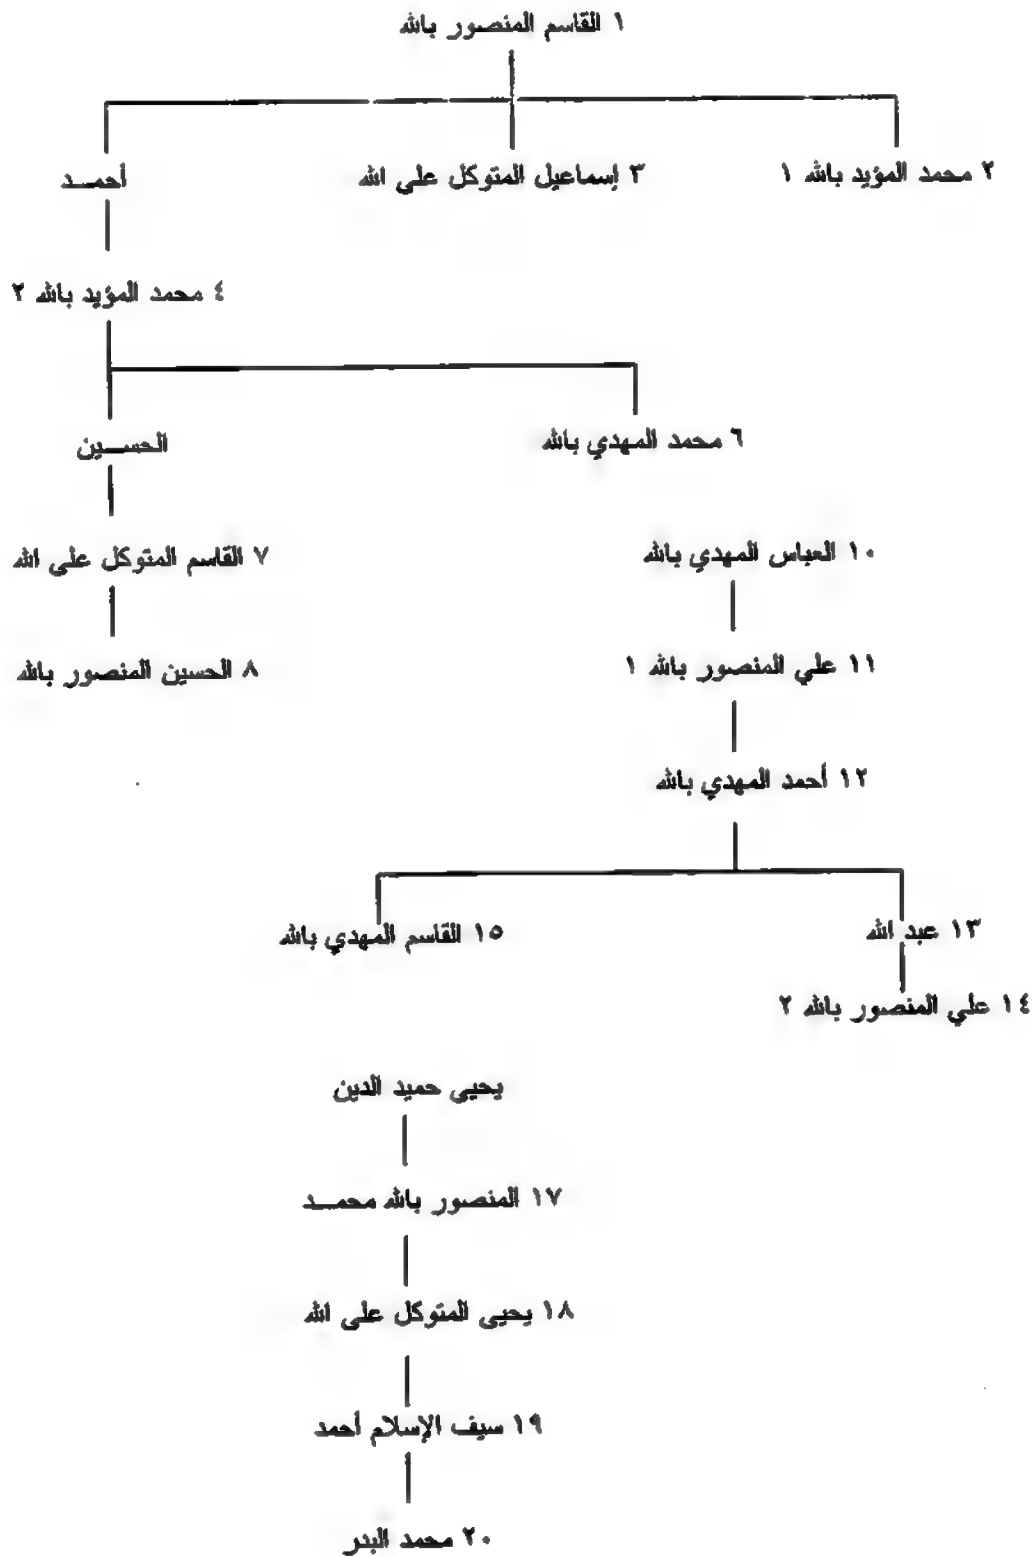 ١ القاسم المنصور بالله
٢ محمد المؤيد بالله ١
٣ إسماعيل المتوكل على الله
أحمــد
٤ محمد المؤيد بالله ٢
٦ محمد المهدي بالله
الحســـين
١٠ العباس المهدي بالله
٧ القاسم المتوكل على الله
١١ علي المنصور بالله ١
٨ الحسين المنصور بالله
١٢ أحمد المهدي بالله
١٣ عبد الله
١٥ القاسم المهدي بالله
١٤ علي المنصور بالله ٢
يحيى حميد الدين
١٧ المنصور بالله محمــد
١٨ يحيى المتوكل على الله
١٩ سيف الإسلام أحمد
٢٠ محمد البدر